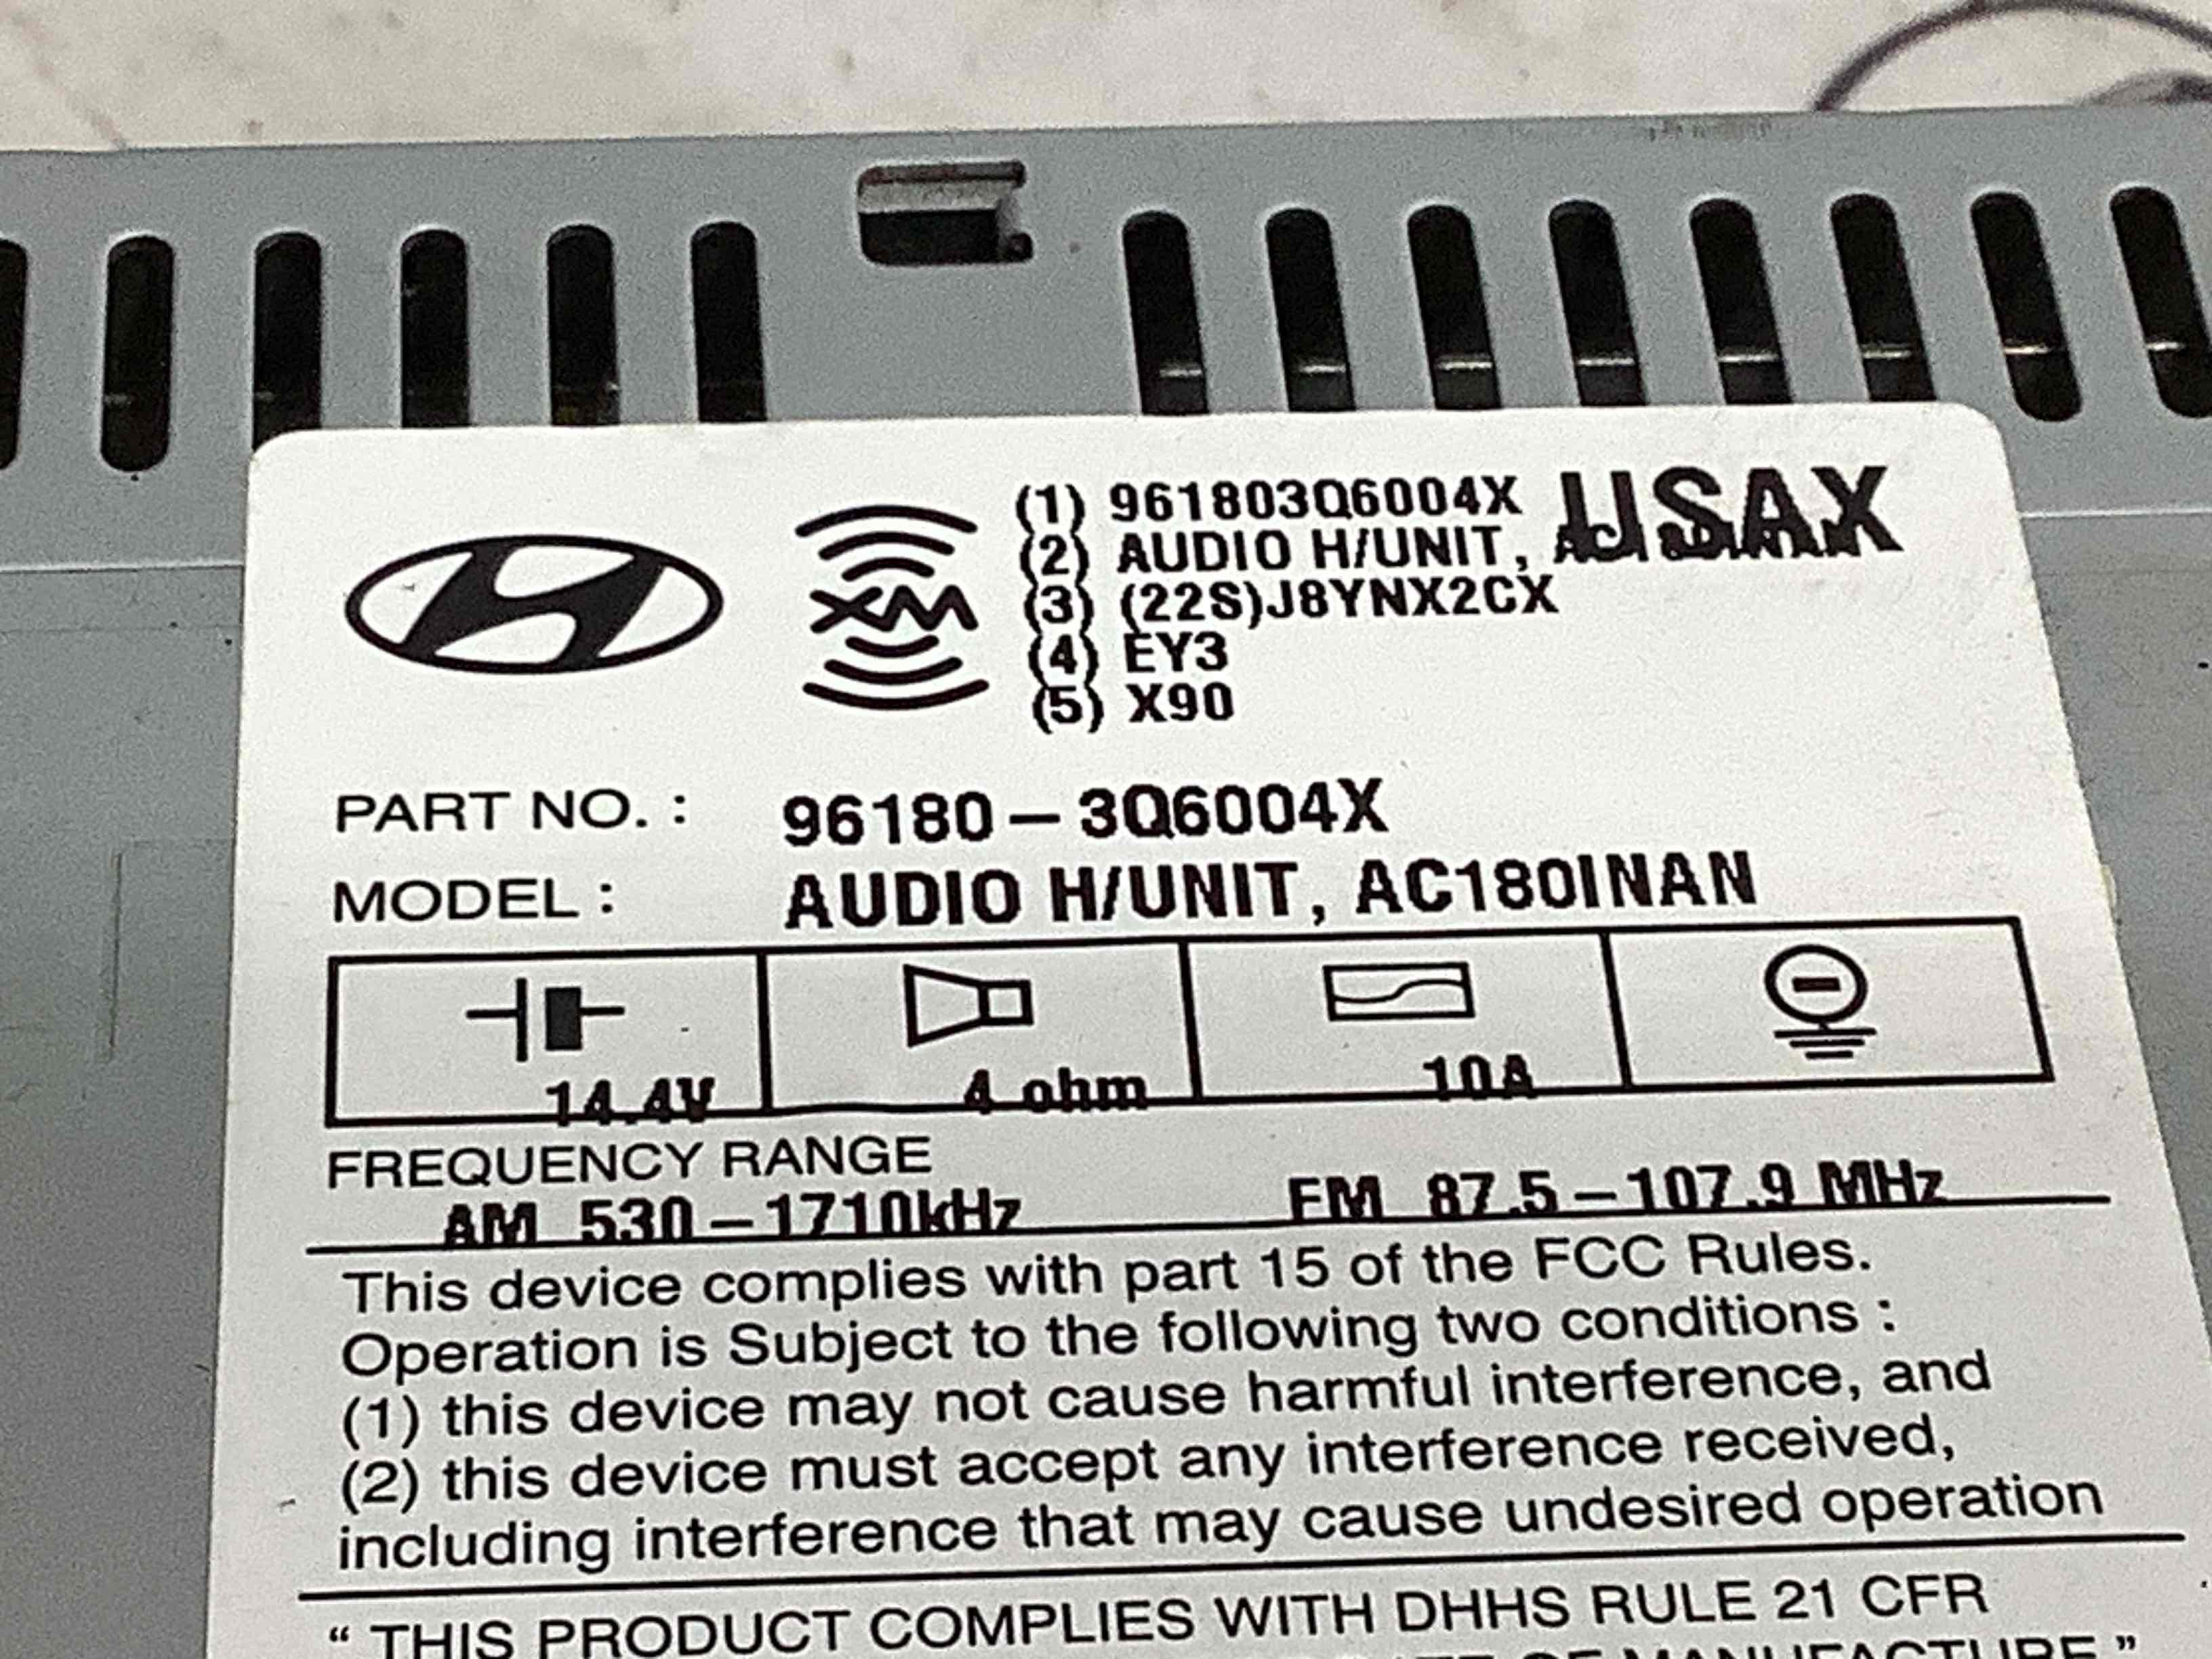 XM
(1) 961803Q6004X USAX
(2) AUDIO H/UNIT,
(3) (22S)J8YNX2CX
(4) EY3
(5) X90
PART NO. : 96180-3Q6004X
MODEL : AUDIO H/UNIT, AC180INAN
14.4V 4 ohm 10A
FREQUENCY RANGE
AM 530-1710kHz FM 87.5-107.9 MHz
This device complies with part 15 of the FCC Rules.
Operation is Subject to the following two conditions :
(1) this device may not cause harmful interference, and
(2) this device must accept any interference received,
including interference that may cause undesired operation
“ THIS PRODUCT COMPLIES WITH DHHS RULE 21 CFR
OF MANUFACTURE ”